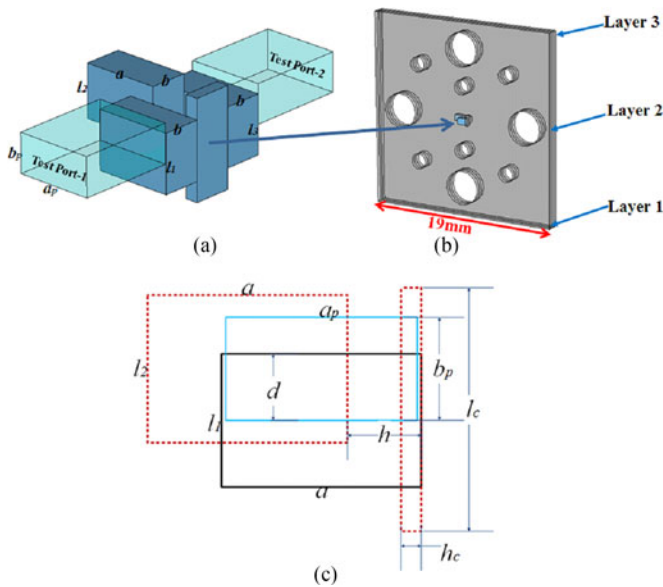 Test Port-2
a
b
l2
b
b
l3
bp
Test Port-1
l1
ap
(a)
Layer 3
Layer 2
Layer 1
19mm
(b)
a
ap
l2
d
bp
lc
l1
h
a
hc
(c)